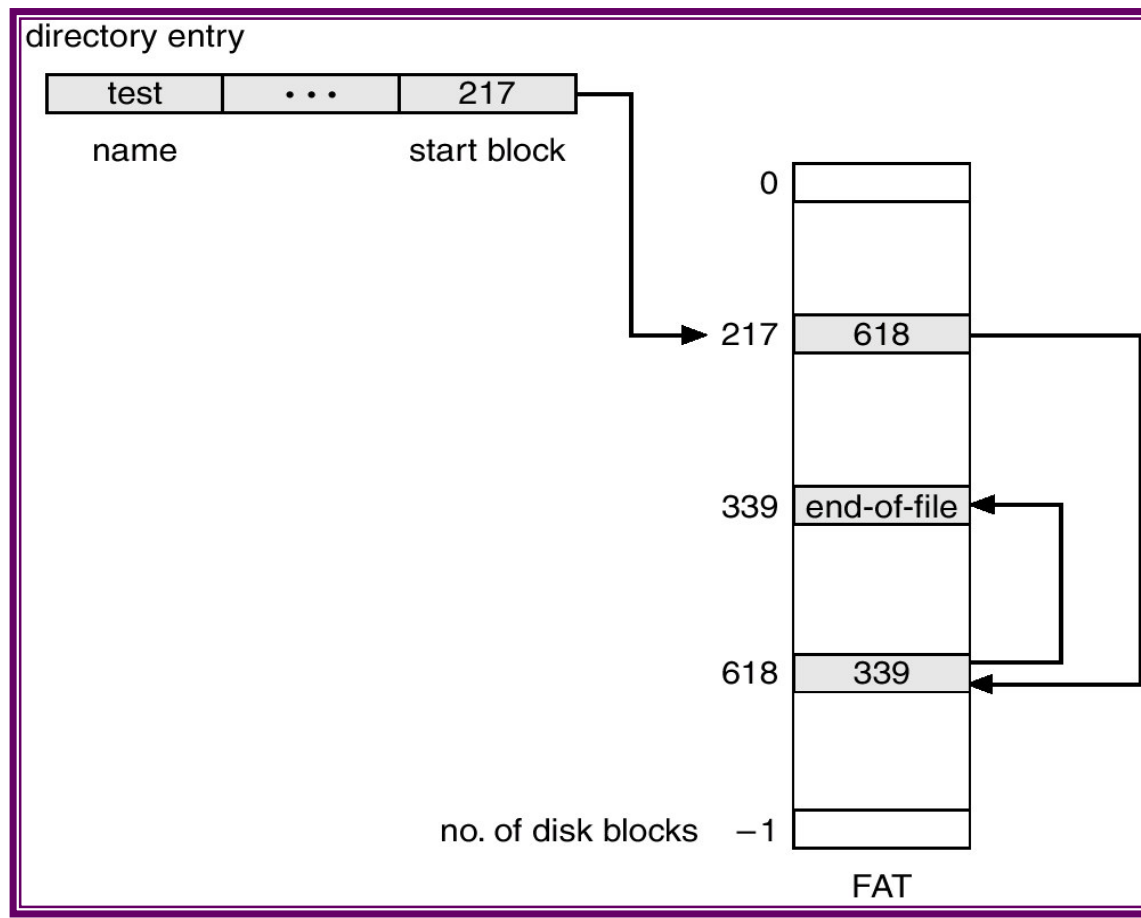 directory entry
test • • • 217
name start block
0
217 618
339 end-of-file
618 339
no. of disk blocks −1
FAT